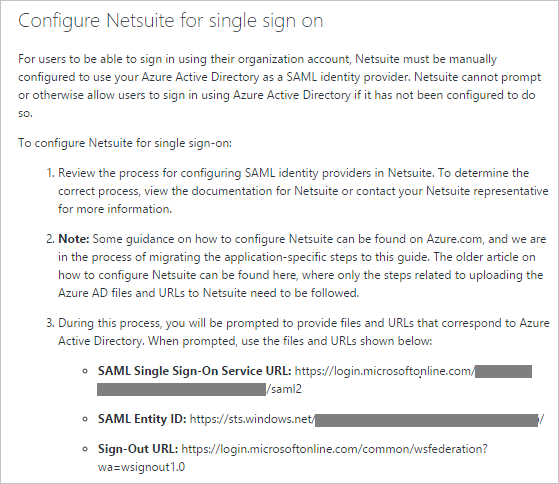 Configure Netsuite for single sign on
For users to be able to sign in using their organization account, Netsuite must be manually
configured to use your Azure Active Directory as a SAML identity provider. Netsuite cannot prompt
or otherwise allow users to sign in using Azure Active Directory if it has not been configured to do
so.
To configure Netsuite for single sign-on:
1. Review the process for configuring SAML identity providers in Netsuite. To determine the
correct process, view the documentation for Netsuite or contact your Netsuite representative
for more information.
2. Note: Some guidance on how to configure Netsuite can be found on Azure.com, and we are
in the process of migrating the application-specific steps to this guide. The older article on
how to configure Netsuite can be found here, where only the steps related to uploading the
Azure AD files and URLs to Netsuite need to be followed.
3. During this process, you will be prompted to provide files and URLs that correspond to Azure
Active Directory. When prompted, use the files and URLs shown below:
SAML Single Sign-On Service URL: https://login.microsoftonline.com/
/saml2
SAML Entity ID: https://sts.windows.net/ /
Sign-Out URL: https://login.microsoftonline.com/common/wsfederation?
wa=wsignout1.0